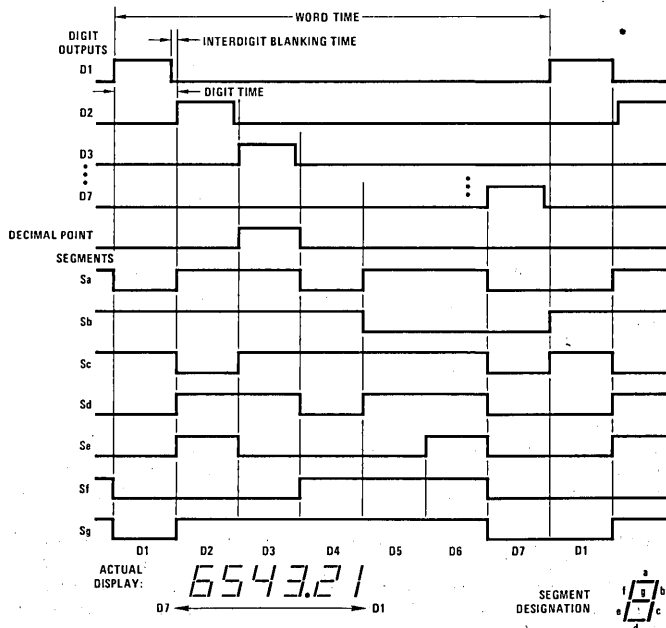 WORD TIME
DIGIT
OUTPUTS
INTERDIGIT BLANKING TIME
D1
DIGIT TIME
D2
D3
D7
DECIMAL POINT
SEGMENTS
Sa
Sb
Sc
Sd
Se
Sf
Sg
D1 D2 D3 D4 D5 D6 D7 D1
ACTUAL
DISPLAY:
6543.21
D7 D1
SEGMENT
DESIGNATION
a
f g b
e c
d